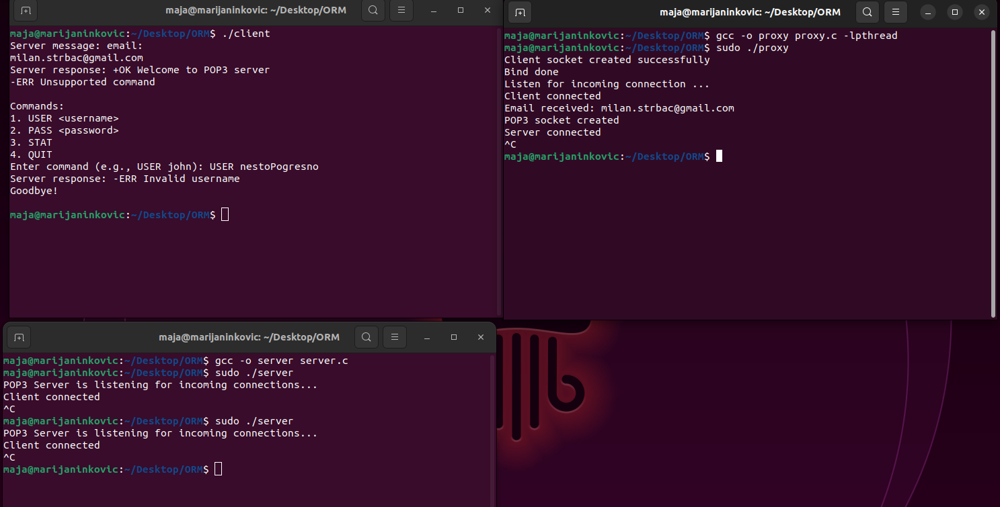 maja@marijaninkovic: ~/Desktop/ORM
maja@marijaninkovic:~/Desktop/ORM$ ./client
Server message: email:
milan.strbac@gmail.com
Server response: +OK Welcome to POP3 server
-ERR Unsupported command
Commands:
1. USER <username>
2. PASS <password>
3. STAT
4. QUIT
Enter command (e.g., USER john): USER nestoPogresno
Server response: -ERR Invalid username
Goodbye!
maja@marijaninkovic:~/Desktop/ORM$
maja@marijaninkovic: ~/Desktop/ORM
maja@marijaninkovic:~/Desktop/ORM$ gcc -o proxy proxy.c -lpthread
maja@marijaninkovic:~/Desktop/ORM$ sudo ./proxy
Client socket created successfully
Bind done
Listen for incoming connection ...
Client connected
Email received: milan.strbac@gmail.com
POP3 socket created
Server connected
^C
maja@marijaninkovic:~/Desktop/ORM$
maja@marijaninkovic: ~/Desktop/ORM
maja@marijaninkovic:~/Desktop/ORM$ gcc -o server server.c
maja@marijaninkovic:~/Desktop/ORM$ sudo ./server
POP3 Server is listening for incoming connections...
Client connected
^C
maja@marijaninkovic:~/Desktop/ORM$ sudo ./server
POP3 Server is listening for incoming connections...
Client connected
^C
maja@marijaninkovic:~/Desktop/ORM$